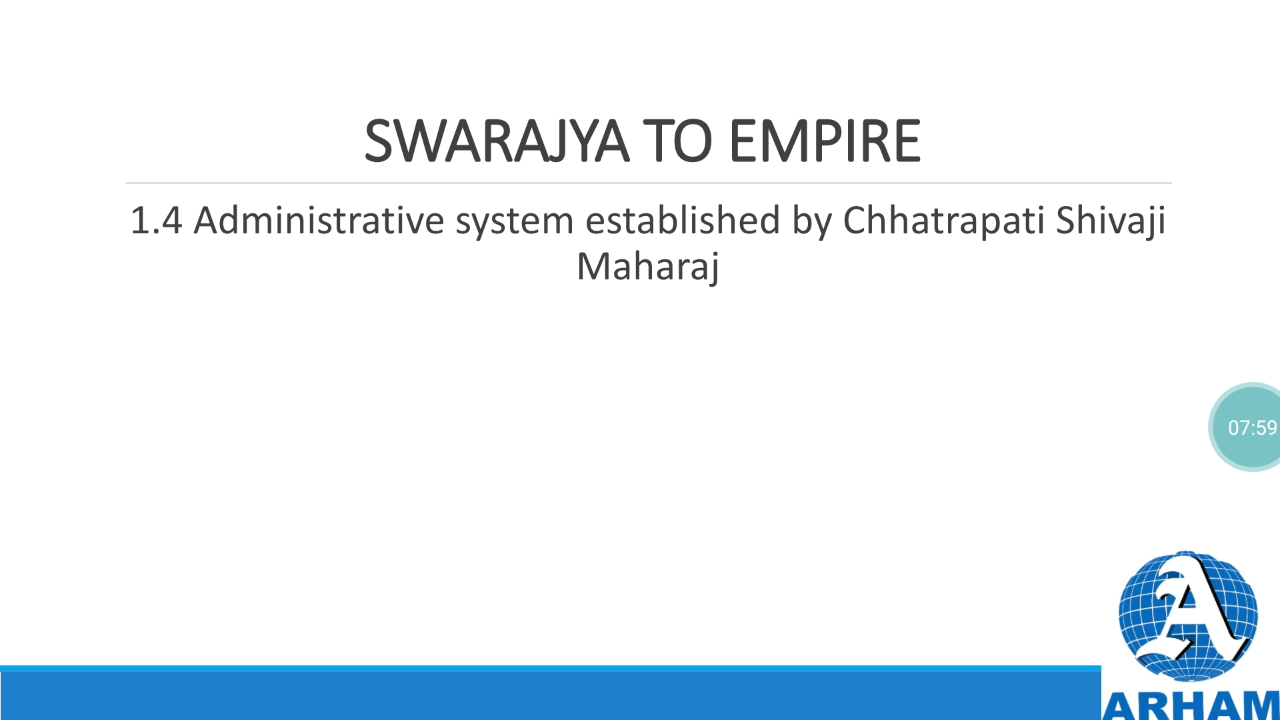 SWARAJYA TO EMPIRE
1.4 Administrative system established by Chhatrapati Shivaji
Maharaj
07:59
A
ARHAM